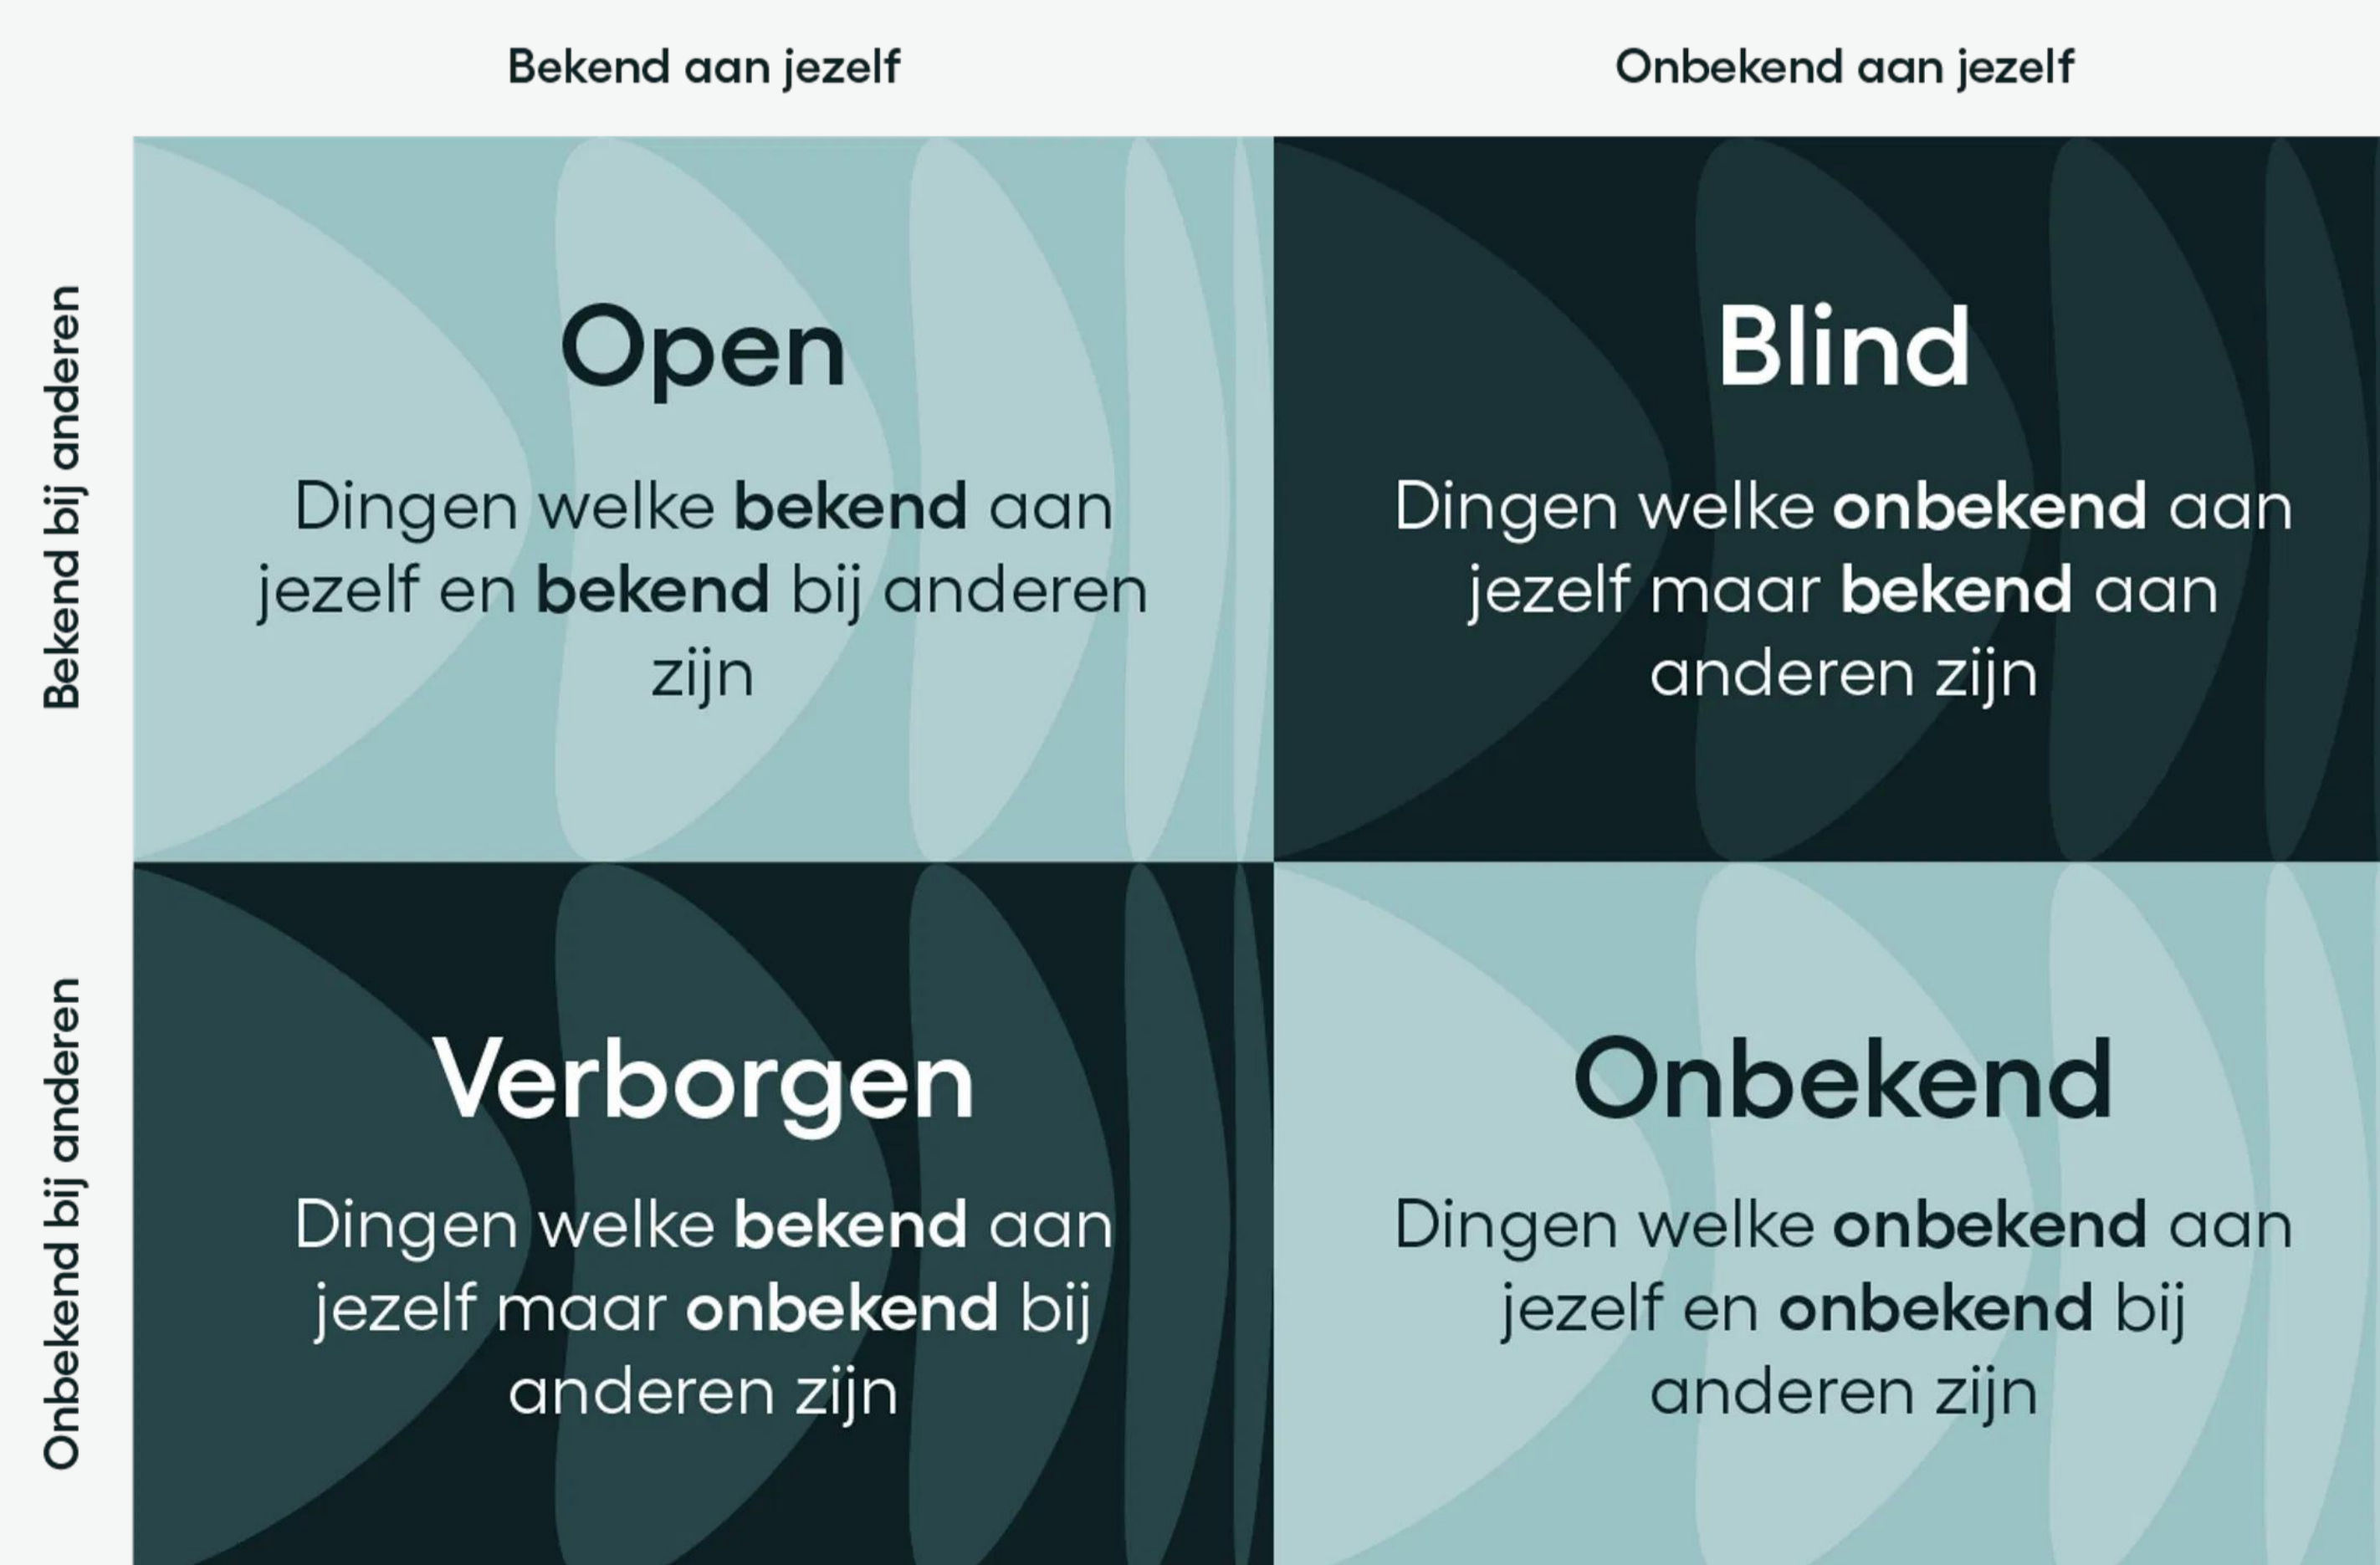 Bekend aan jezelf
Onbekend aan jezelf
Bekend bij anderen
Open
Dingen welke bekend aan
jezelf en bekend bij anderen
zijn
Blind
Dingen welke onbekend aan
jezelf maar bekend aan
anderen zijn
Onbekend bij anderen
Verborgen
Dingen welke bekend aan
jezelf maar onbekend bij
anderen zijn
Onbekend
Dingen welke onbekend aan
jezelf en onbekend bij
anderen zijn